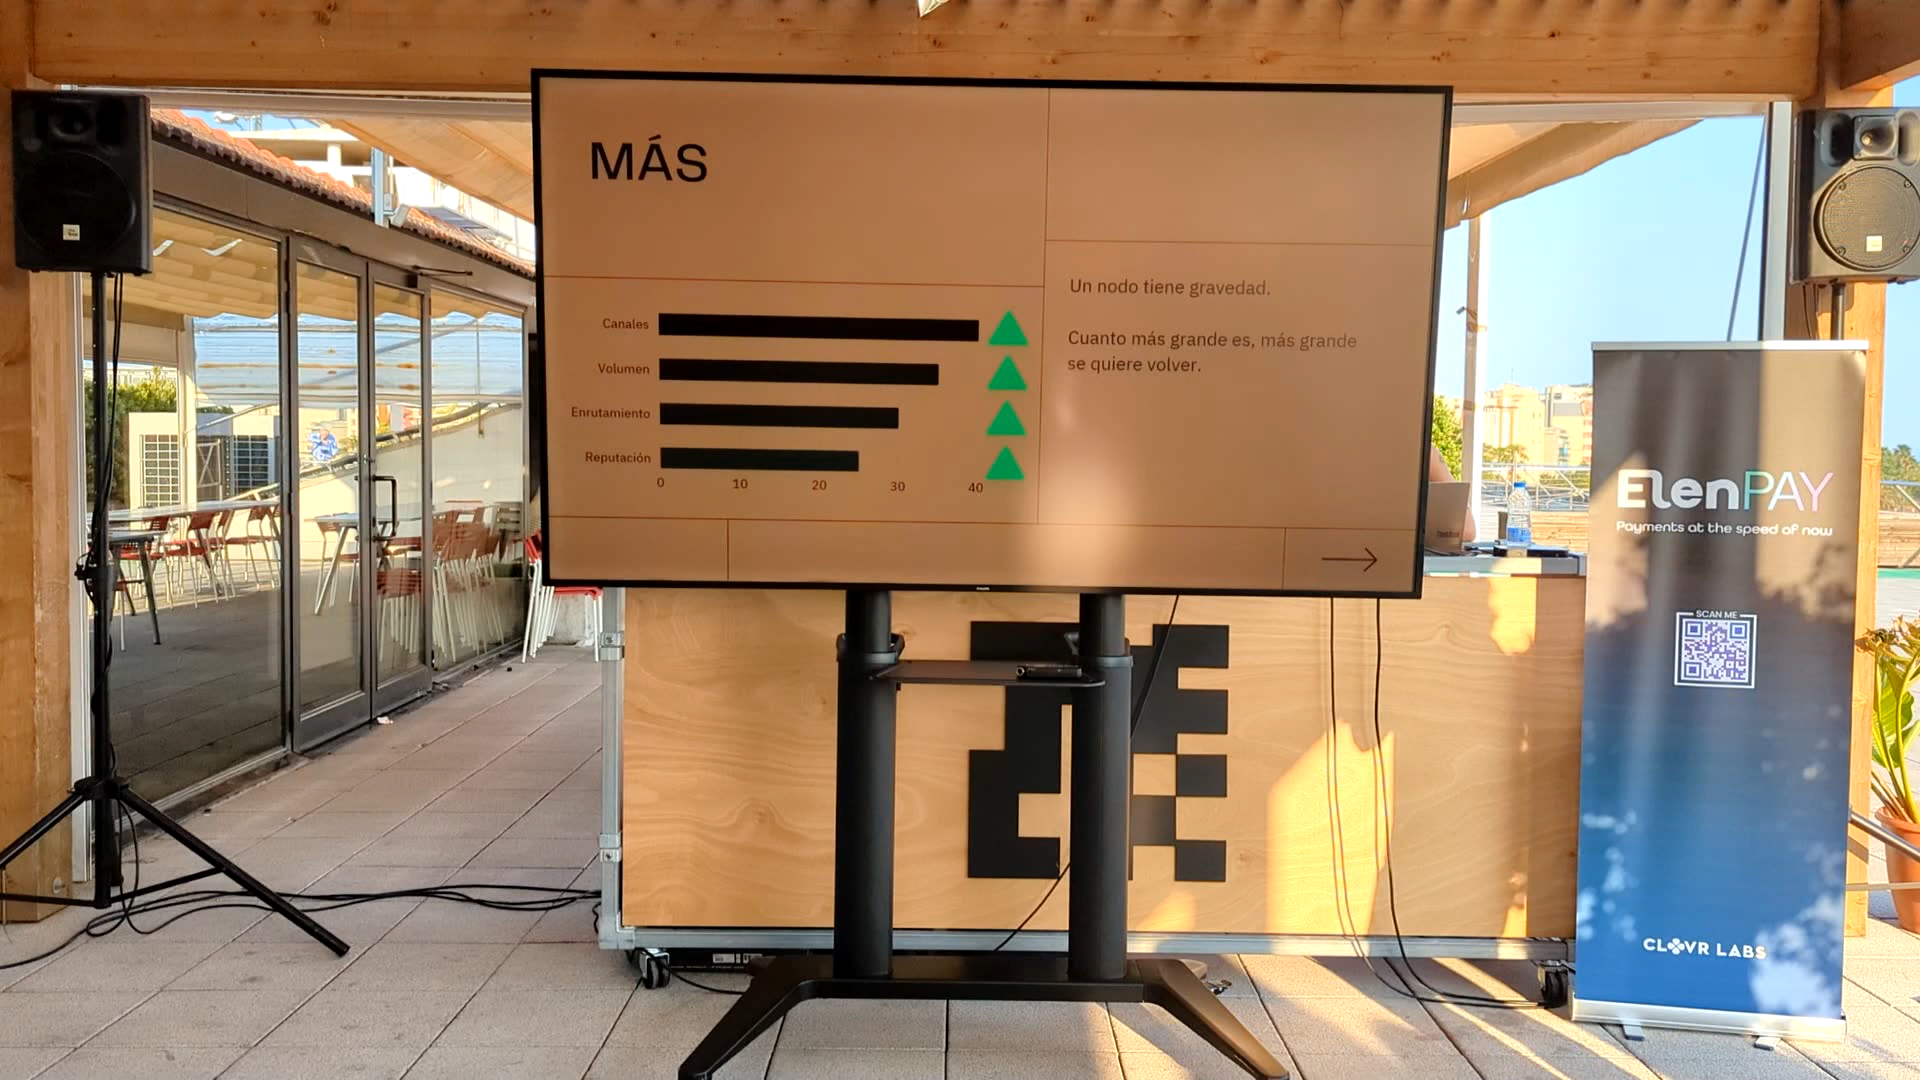 MÁS
Canales
Volumen
Enrutamiento
Reputación
0 10 20 30 40
Un nodo tiene gravedad.
Cuanto más grande es, más grande
se quiere volver.
ElenPAY
Payments at the speed of now
SCAN ME
CLOVR LABS